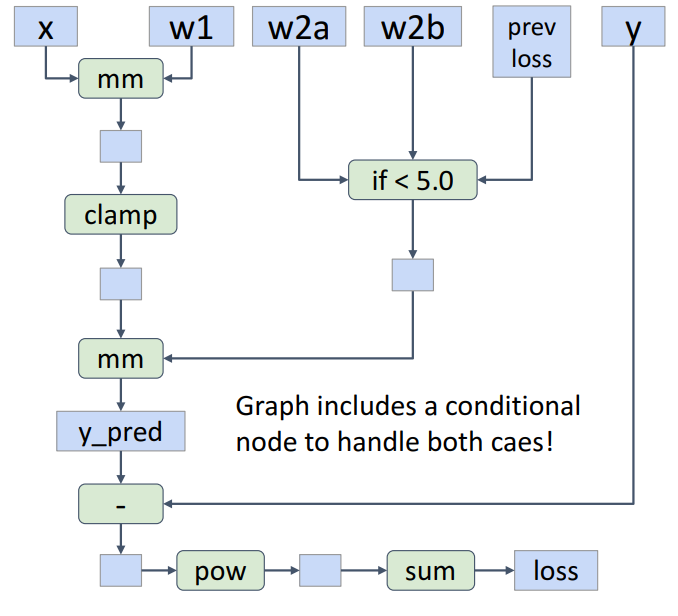 x
w1
w2a
w2b
prev
loss
y
mm
if < 5.0
clamp
mm
Graph includes a conditional
node to handle both caes!
y_pred
-
pow
sum
loss